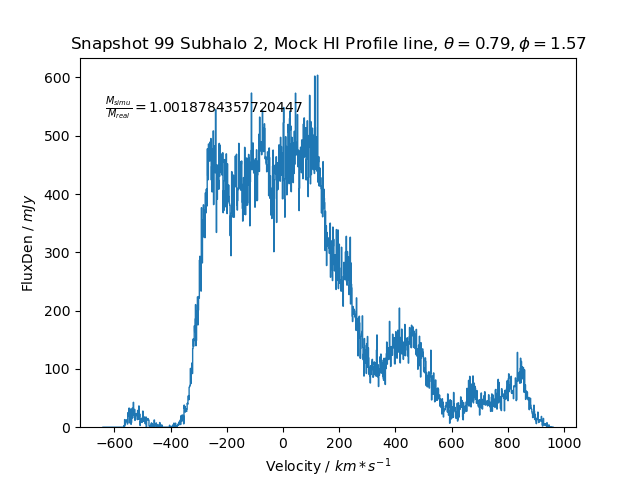 Snapshot 99 Subhalo 2, Mock HI Profile line, θ = 0.79, ϕ = 1.57
M_simu/M_real = 1.0018784357720447
FluxDen / mJy
600
500
400
300
200
100
0
−600 −400 −200 0 200 400 600 800 1000
Velocity / km * s⁻¹